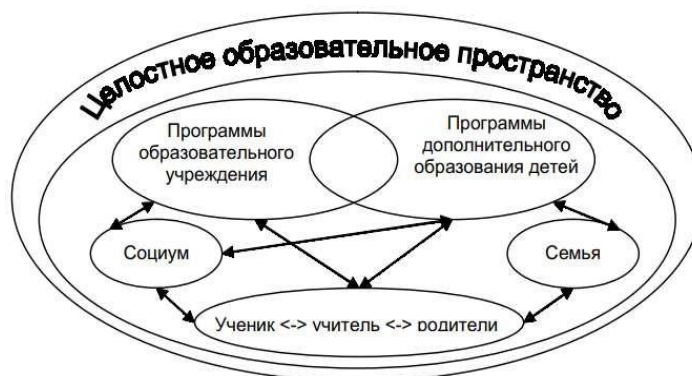 Целостное образовательное пространство
Программы
образовательного
учреждения
Программы
дополнительного
образования детей
Социум
Семья
Ученик <-> учитель <-> родители